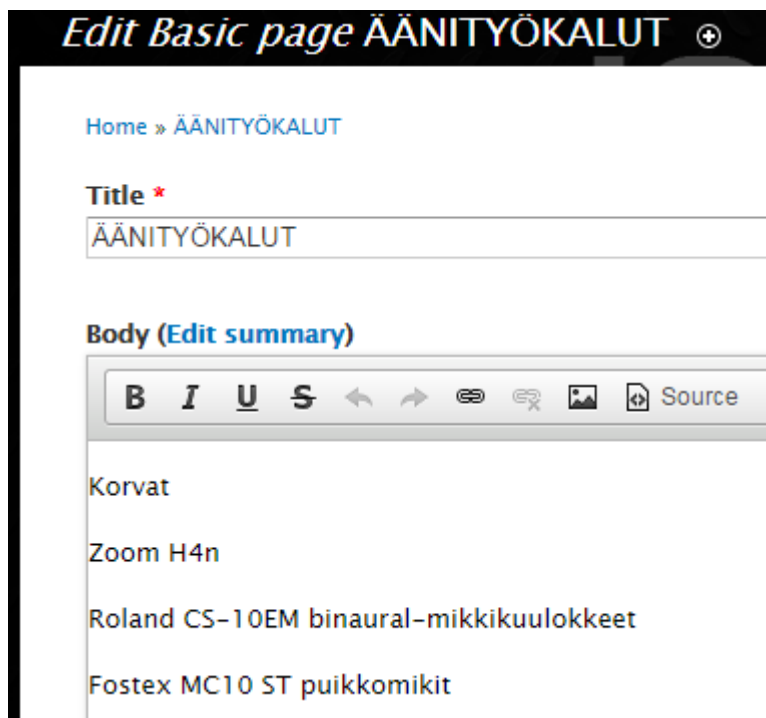 Edit Basic page ÄÄNITYÖKALUT
Home » ÄÄNITYÖKALUT
Title *
ÄÄNITYÖKALUT
Body (Edit summary)
B I U S Source
Korvat
Zoom H4n
Roland CS-10EM binaural-mikkikuulokkeet
Fostex MC10 ST puikkomikit